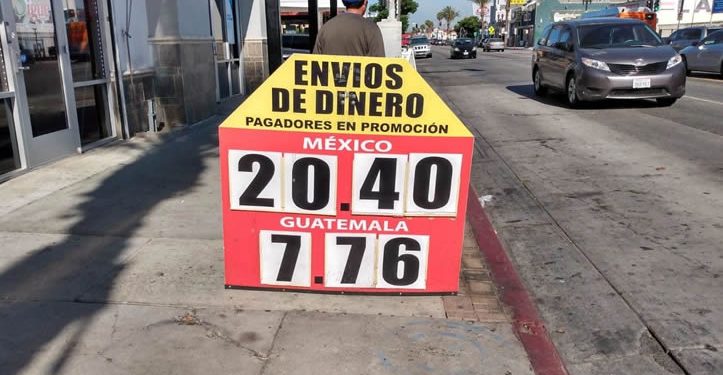 ENVIOS
DE DINERO
PAGADORES EN PROMOCIÓN
MÉXICO
20.40
GUATEMALA
7.76